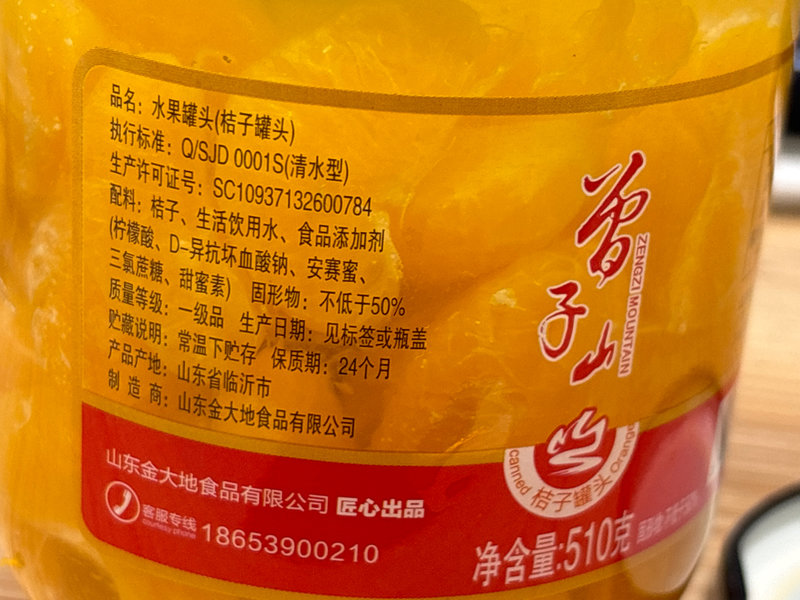 品名：水果罐头(桔子罐头)
执行标准：Q/SJD 0001S(清水型)
生产许可证号：SC10937132600784
配料：桔子、生活饮用水、食品添加剂
(柠檬酸、D-异抗坏血酸钠、安赛蜜、
三氯蔗糖、甜蜜素) 固形物：不低于50%
质量等级：一级品 生产日期：见标签或瓶盖
贮藏说明：常温下贮存 保质期：24个月
产品产地：山东省临沂市
制造商：山东金大地食品有限公司
曾子山
ZENGZI MOUNTAIN
canned 桔子罐头
山东金大地食品有限公司 匠心出品
客服专线
courtesy phone
18653900210
净含量:510克